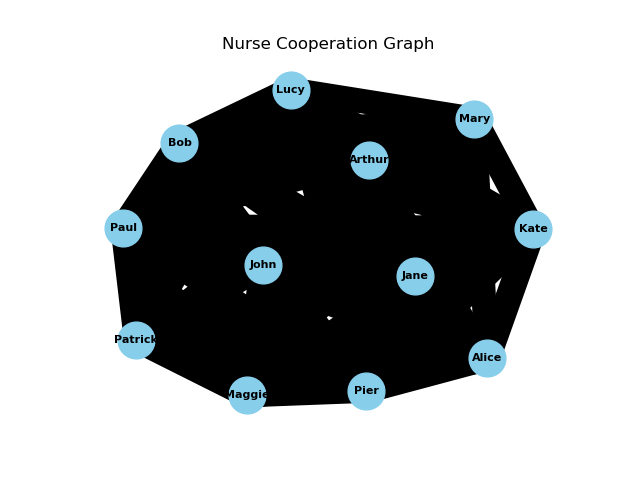 Nurse Cooperation Graph
Lucy
Mary
Bob
Arthur
Paul
Kate
John
Jane
Patrick
Alice
Maggie
Pier